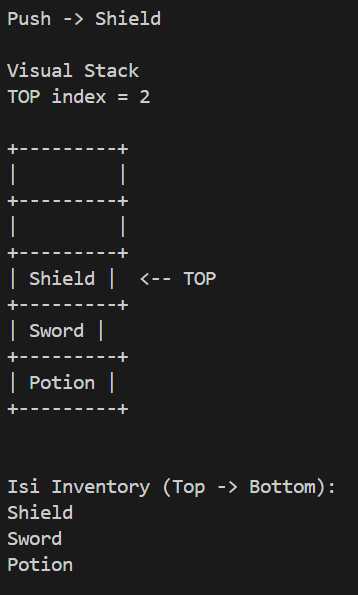 Push -> Shield
Visual Stack
TOP index = 2
+---------+
|         |
+---------+
|         |
+---------+
| Shield |  <-- TOP
+---------+
| Sword |
+---------+
| Potion |
+---------+
Isi Inventory (Top -> Bottom):
Shield
Sword
Potion